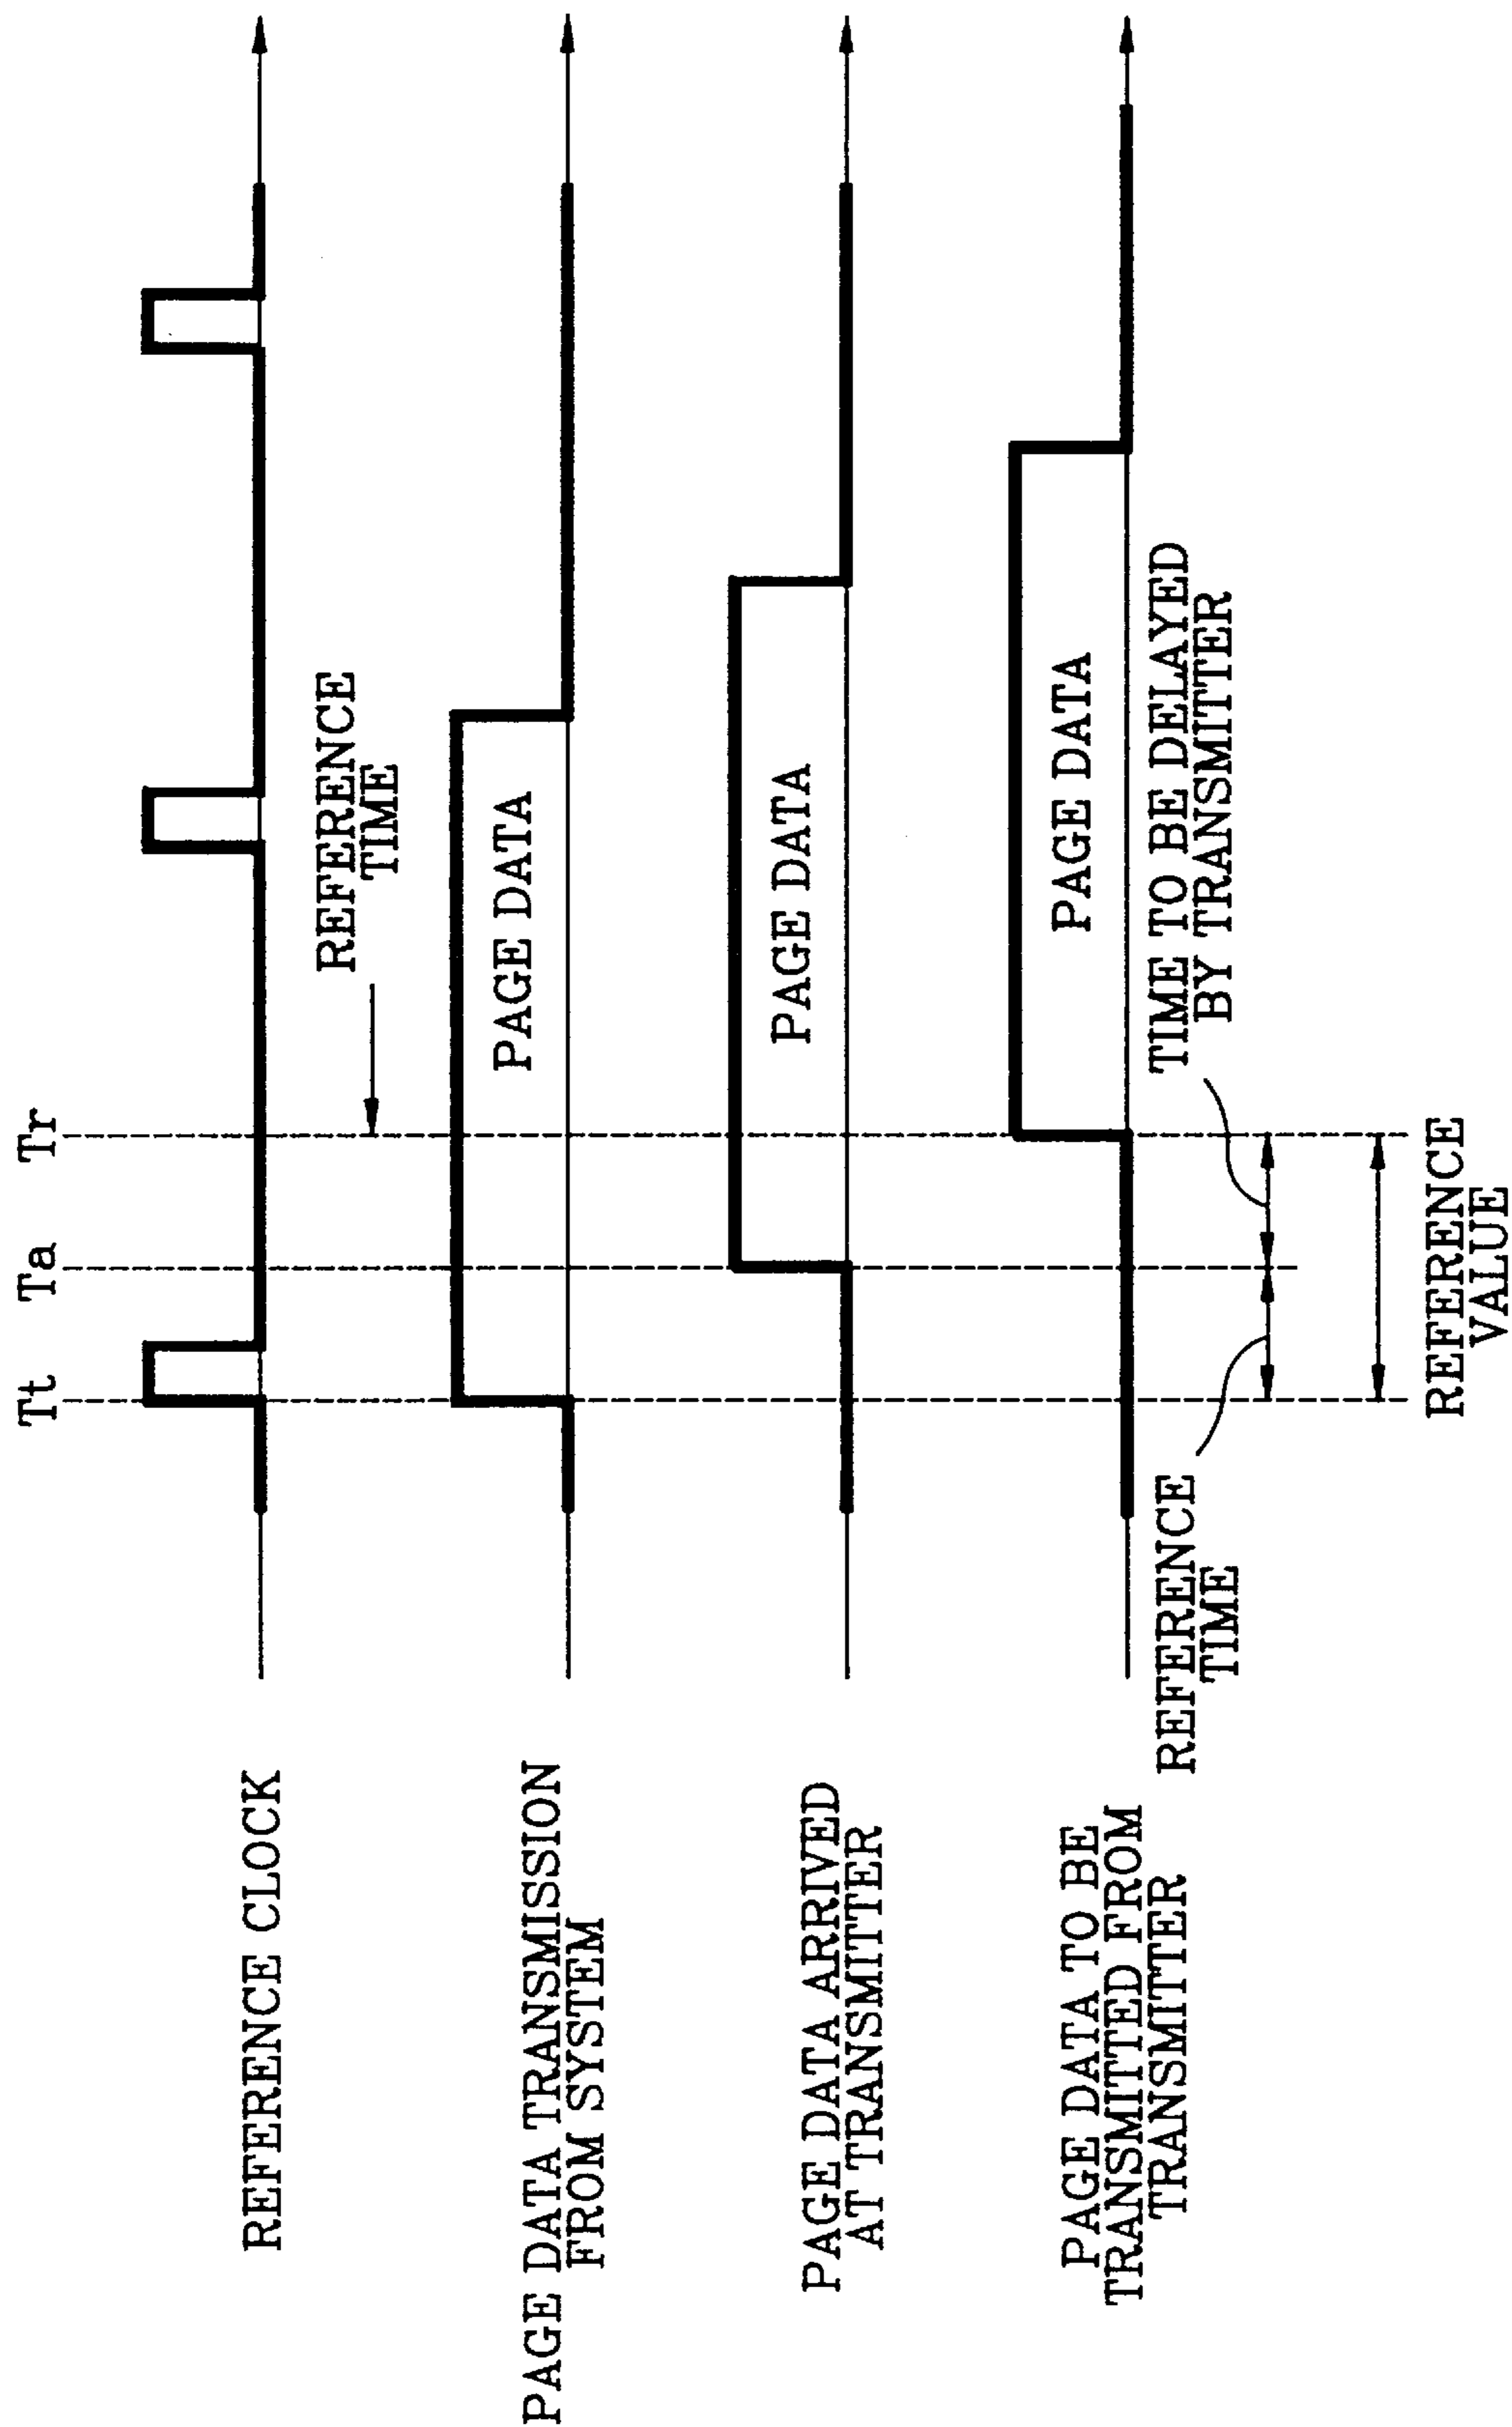 Tt Ta Tr
REFERENCE CLOCK
REFERENCE
TIME
PAGE DATA TRANSMISSION
FROM SYSTEM
PAGE DATA
PAGE DATA ARRIVED
AT TRANSMITTER
PAGE DATA
PAGE DATA TO BE
TRANSMITTED FROM
TRANSMITTER
PAGE DATA
REFERENCE
TIME
TIME TO BE DELAYED
BY TRANSMITTER
REFERENCE
VALUE